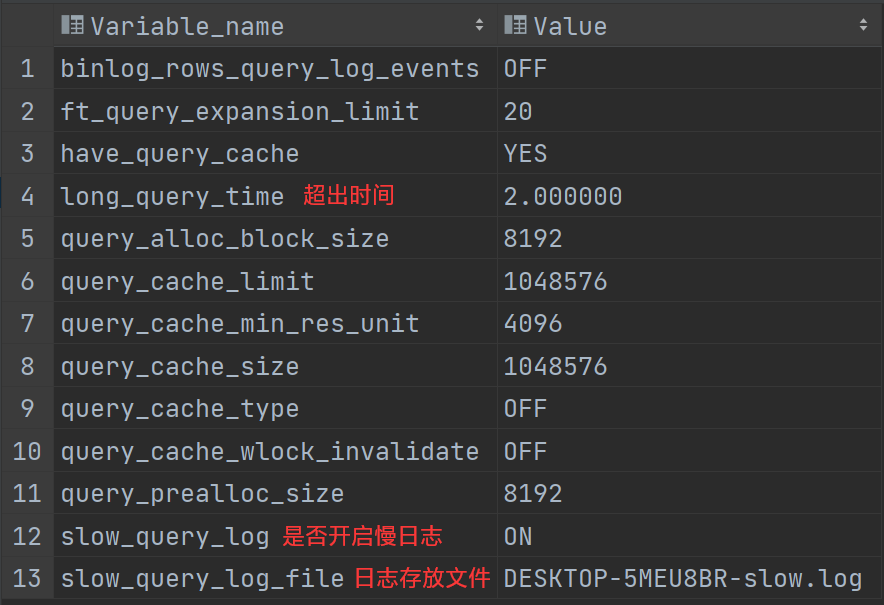 Variable_name Value
1 binlog_rows_query_log_events OFF
2 ft_query_expansion_limit 20
3 have_query_cache YES
4 long_query_time 超出时间 2.000000
5 query_alloc_block_size 8192
6 query_cache_limit 1048576
7 query_cache_min_res_unit 4096
8 query_cache_size 1048576
9 query_cache_type OFF
10 query_cache_wlock_invalidate OFF
11 query_prealloc_size 8192
12 slow_query_log 是否开启慢日志 ON
13 slow_query_log_file 日志存放文件 DESKTOP-5MEU8BR-slow.log